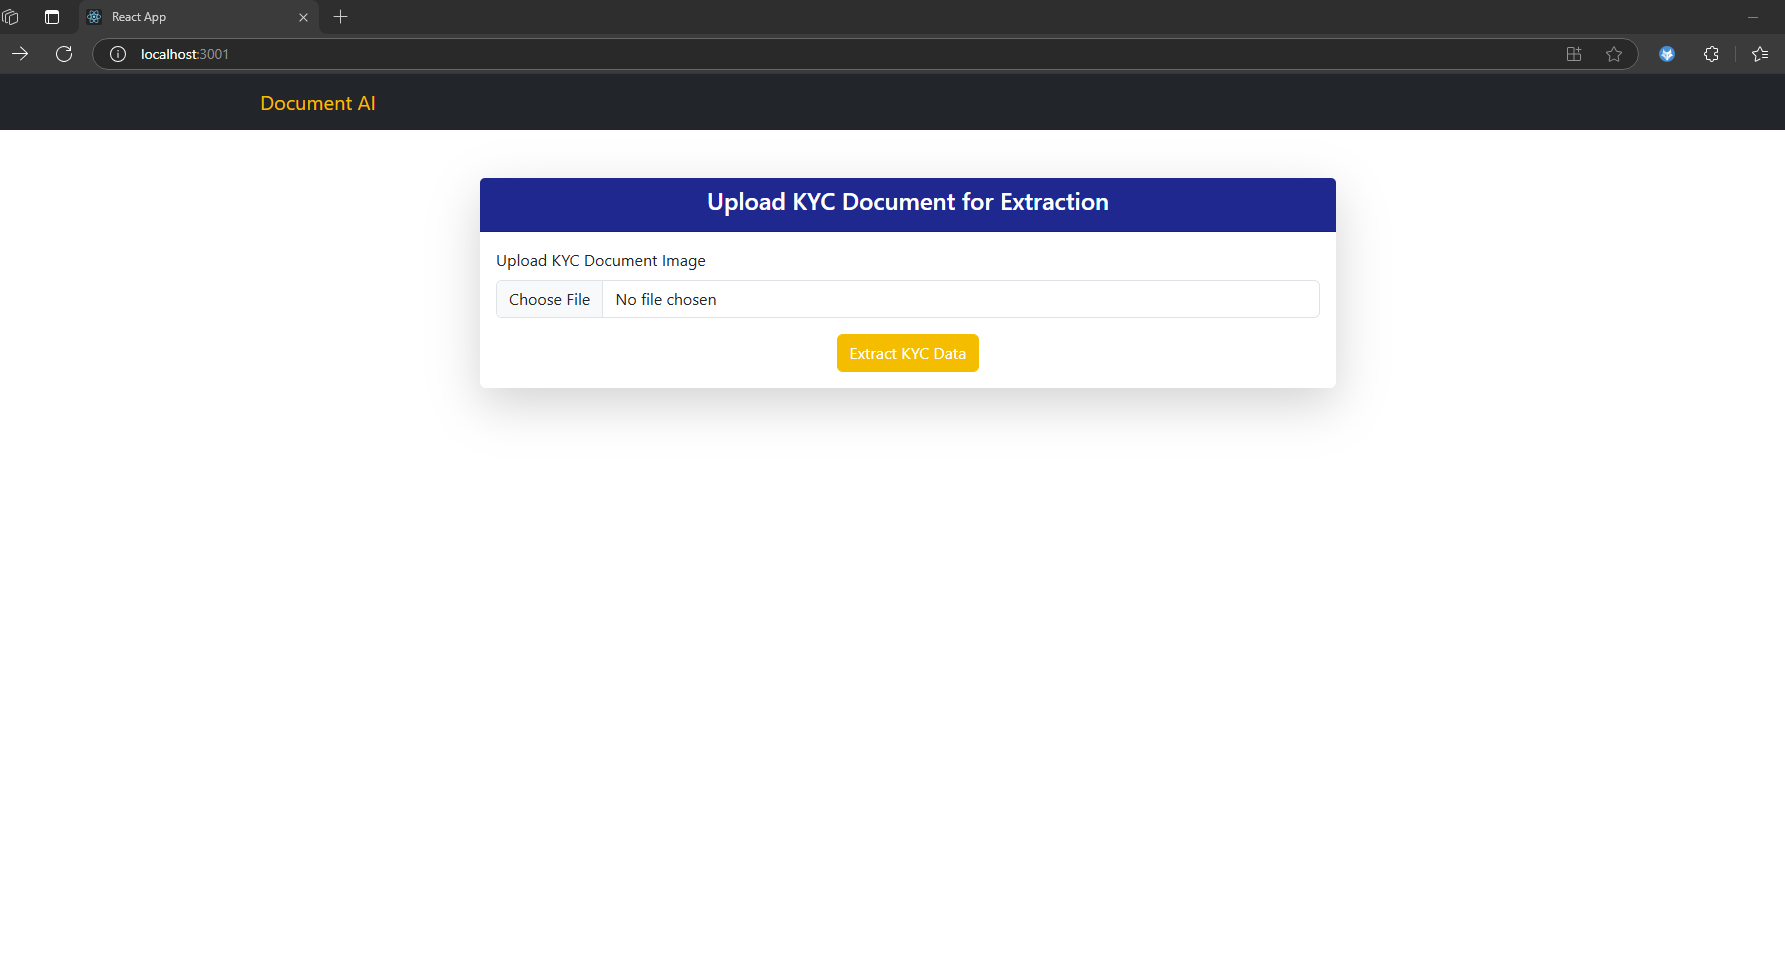 React App
localhost:3001
Document AI
Upload KYC Document for Extraction
Upload KYC Document Image
Choose File No file chosen
Extract KYC Data